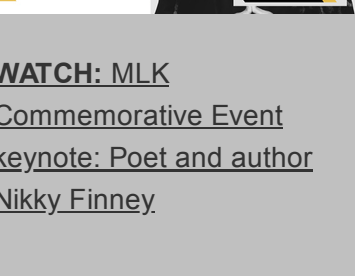 WATCH: MLK
Commemorative Event
keynote: Poet and author
Nikky Finney